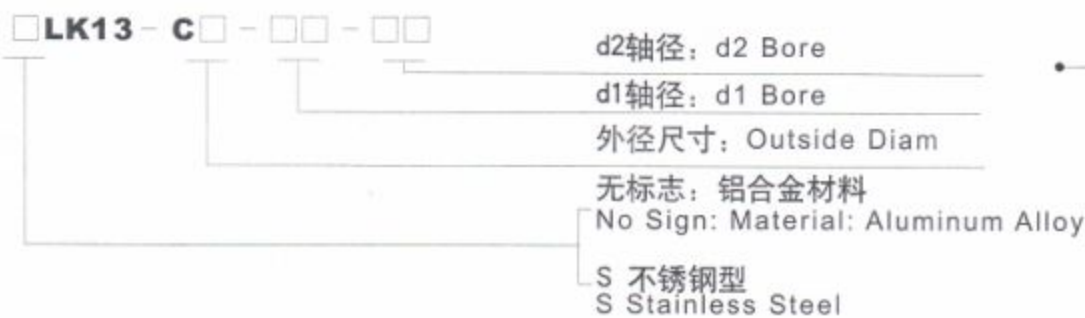 □LK13-C□-□□-□□
d2轴径：d2 Bore
d1轴径：d1 Bore
外径尺寸：Outside Diam
无标志：铝合金材料
No Sign: Material: Aluminum Alloy
S 不锈钢型
S Stainless Steel